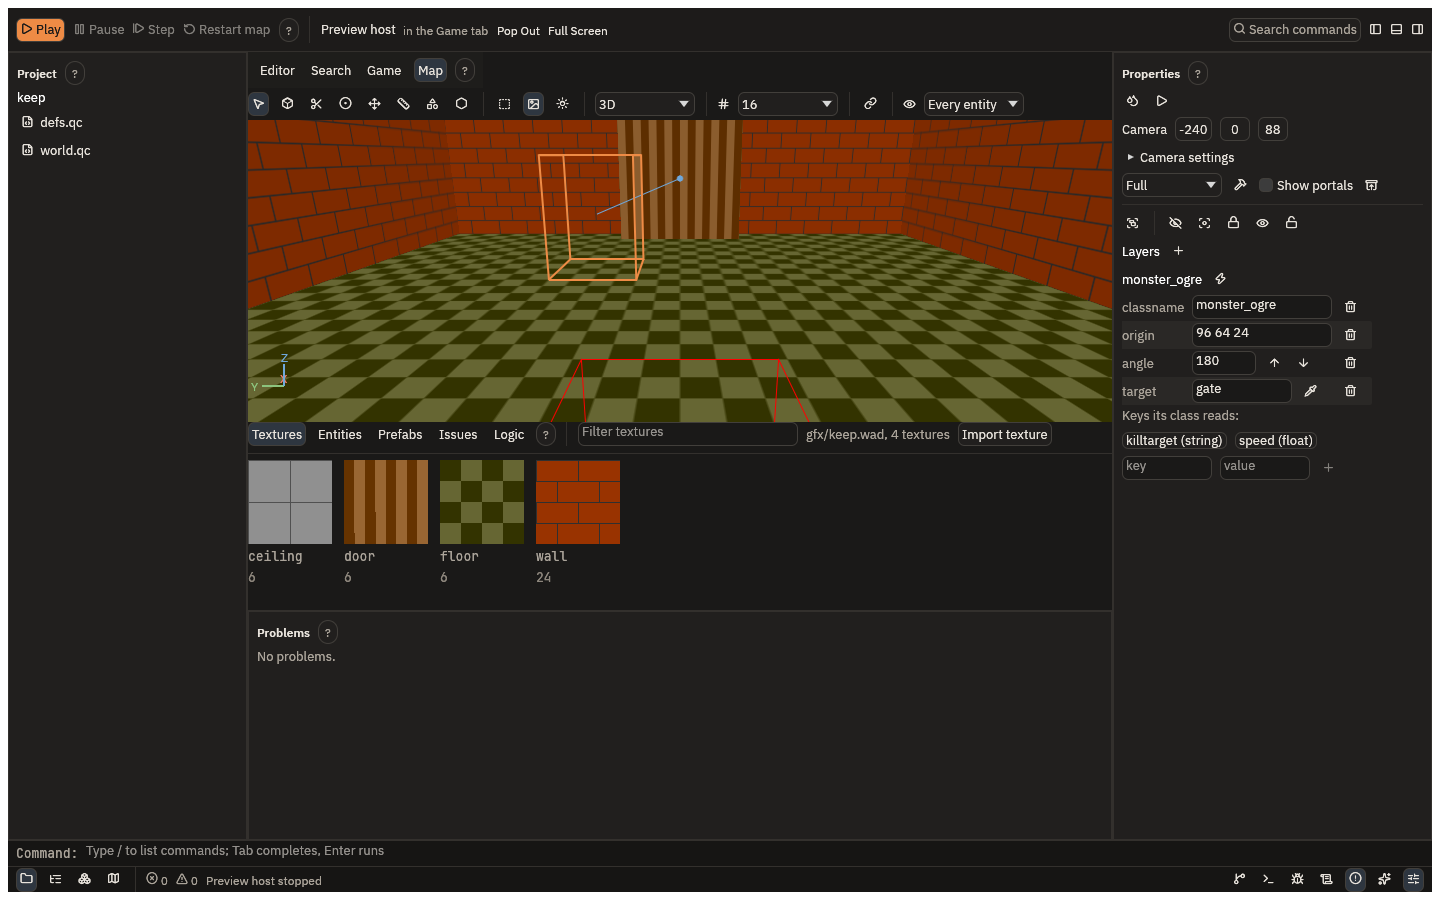 Play Pause Step Restart map ? Preview host in the Game tab Pop Out Full Screen Search commands
Project ?
keep
defs.qc
world.qc
Editor Search Game Map ?
3D # 16 Every entity
Z
Y X
Textures Entities Prefabs Issues Logic ? Filter textures gfx/keep.wad, 4 textures Import texture
ceiling door floor wall
6 6 6 24
Problems ?
No problems.
Properties ?
Camera -240 0 88
Camera settings
Full Show portals
Layers +
monster_ogre
classname monster_ogre
origin 96 64 24
angle 180 ↑ ↓
target gate
Keys its class reads:
killtarget (string) speed (float)
key value +
Command: Type / to list commands; Tab completes, Enter runs
0 0 Preview host stopped